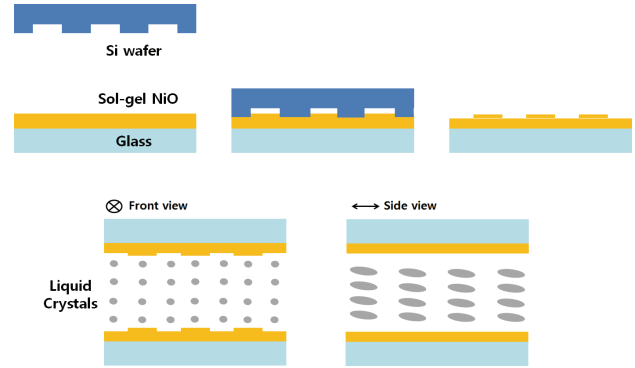 Si wafer
Sol-gel NiO
Glass
Front view
Side view
Liquid
Crystals